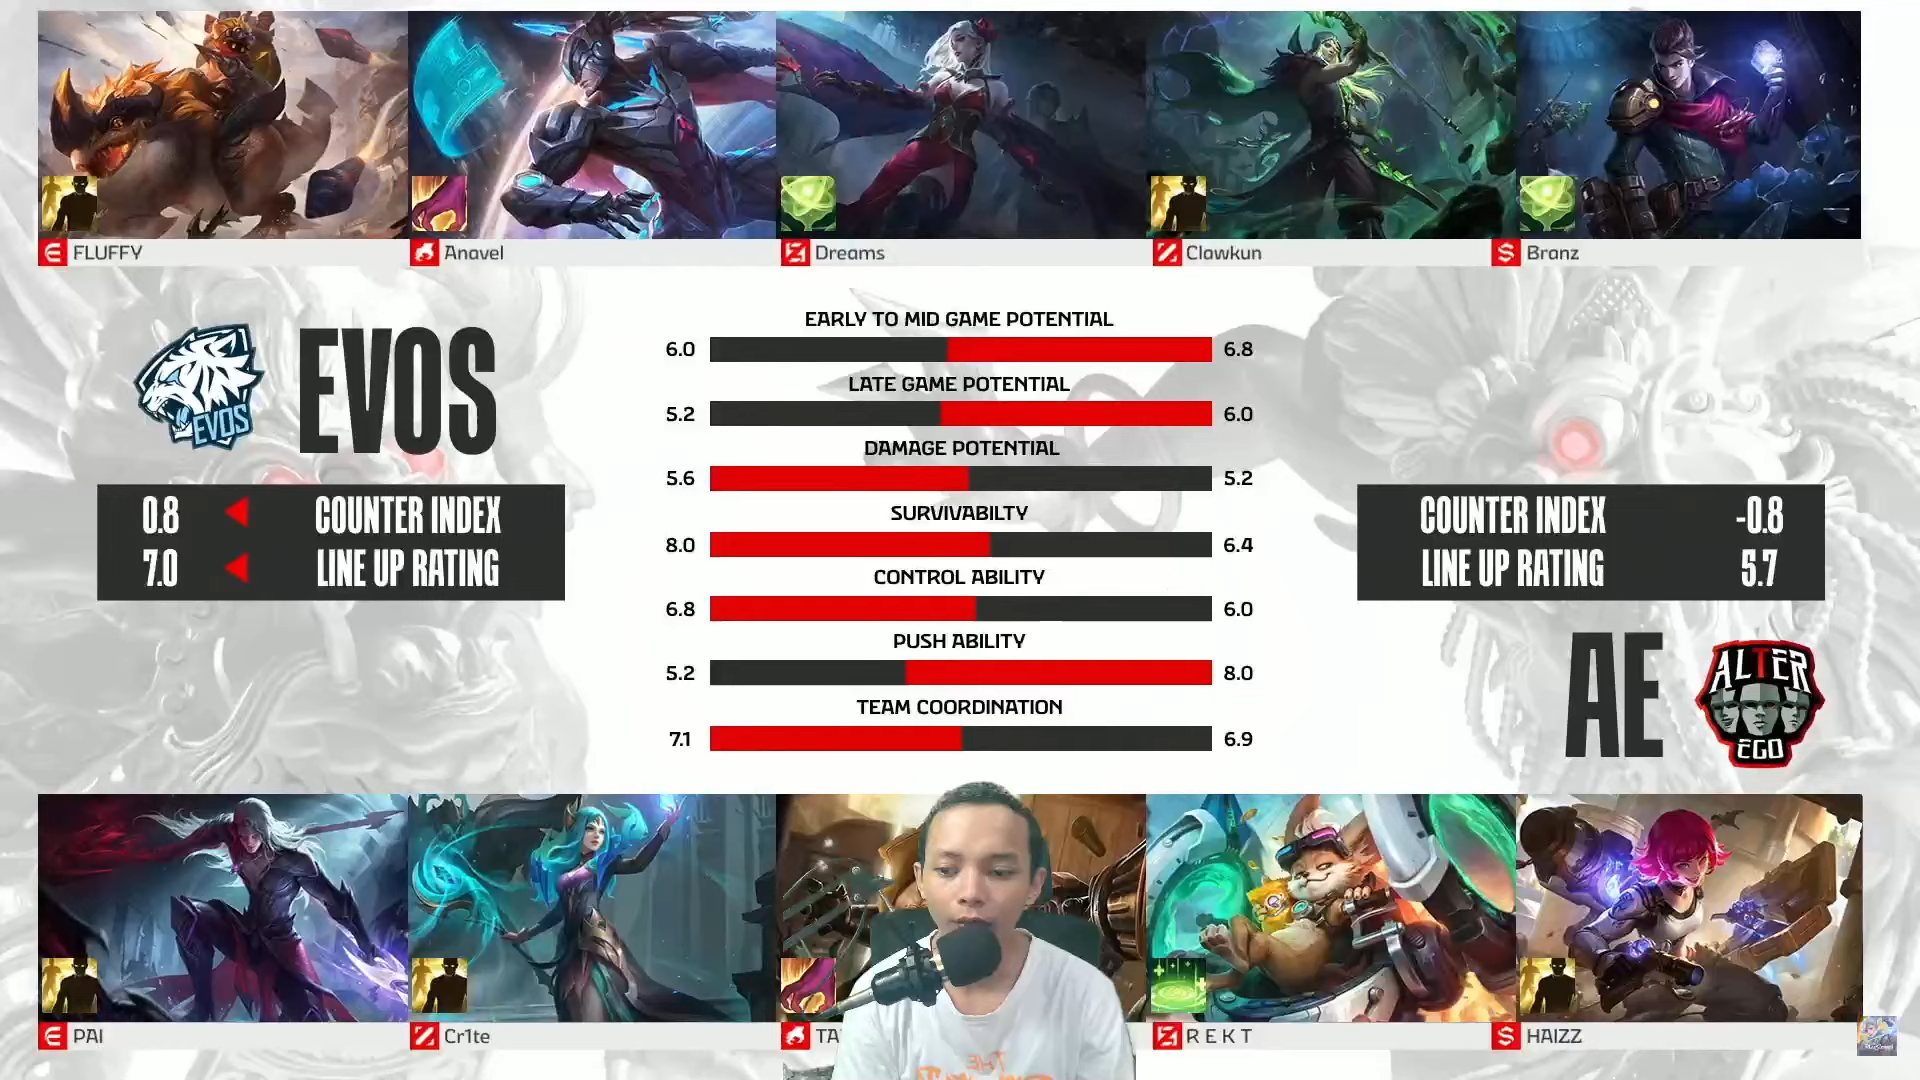 FLUFFY
Anavel
Dreams
Clawkun
Branz
EVOS
EVOS
0.8 COUNTER INDEX
7.0 LINE UP RATING
EARLY TO MID GAME POTENTIAL
6.0 6.8
LATE GAME POTENTIAL
5.2 6.0
DAMAGE POTENTIAL
5.6 5.2
SURVIVABILTY
8.0 6.4
CONTROL ABILITY
6.8 6.0
PUSH ABILITY
5.2 8.0
TEAM COORDINATION
7.1 6.9
COUNTER INDEX -0.8
LINE UP RATING 5.7
AE
ALTER
EGO
PAI
Cr1te
TA
R E K T
HAIZZ